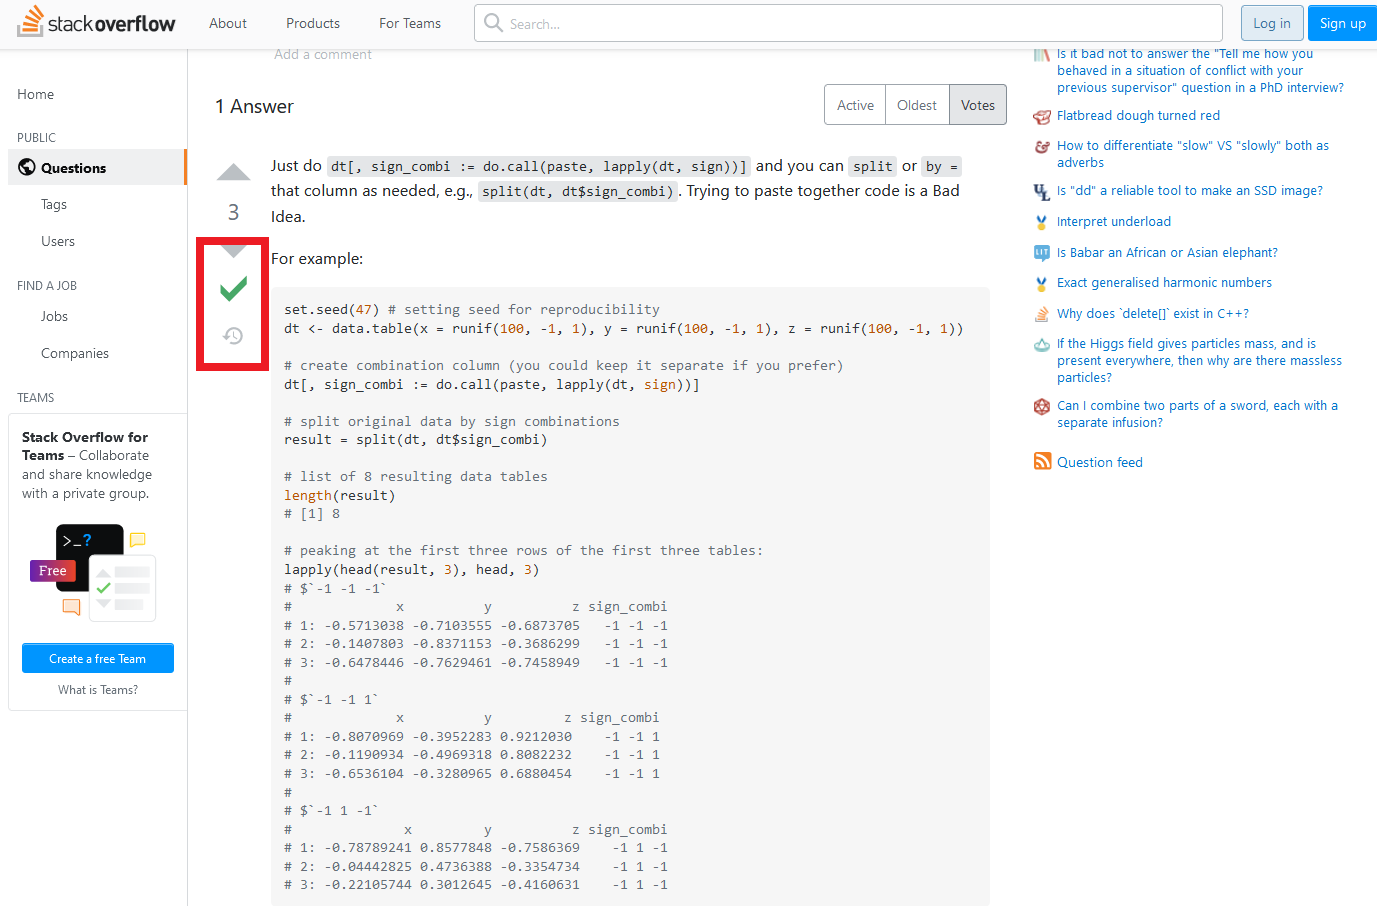 stackoverflow
About
Products
For Teams
Search...
Log in
Sign up
Home
PUBLIC
Questions
Tags
Users
FIND A JOB
Jobs
Companies
TEAMS
Stack Overflow for
Teams – Collaborate
and share knowledge
with a private group.
>_?
Free
Create a free Team
What is Teams?
Add a comment
1 Answer
Active
Oldest
Votes
3
Just do dt[, sign_combi := do.call(paste, lapply(dt, sign))] and you can split or by =
that column as needed, e.g., split(dt, dt$sign_combi). Trying to paste together code is a Bad
Idea.
For example:
set.seed(47) # setting seed for reproducibility
dt <- data.table(x = runif(100, -1, 1), y = runif(100, -1, 1), z = runif(100, -1, 1))
# create combination column (you could keep it separate if you prefer)
dt[, sign_combi := do.call(paste, lapply(dt, sign))]
# split original data by sign combinations
result = split(dt, dt$sign_combi)
# list of 8 resulting data tables
length(result)
# [1] 8
# peaking at the first three rows of the first three tables:
lapply(head(result, 3), head, 3)
# $`-1 -1 -1`
# x y z sign_combi
# 1: -0.5713038 -0.7103555 -0.6873705 -1 -1 -1
# 2: -0.1407803 -0.8371153 -0.3686299 -1 -1 -1
# 3: -0.6478446 -0.7629461 -0.7458949 -1 -1 -1
#
# $`-1 -1 1`
# x y z sign_combi
# 1: -0.8070969 -0.3952283 0.9212030 -1 -1 1
# 2: -0.1190934 -0.4969318 0.8082232 -1 -1 1
# 3: -0.6536104 -0.3280965 0.6880454 -1 -1 1
#
# $`-1 1 -1`
# x y z sign_combi
# 1: -0.78789241 0.8577848 -0.7586369 -1 1 -1
# 2: -0.04442825 0.4736388 -0.3354734 -1 1 -1
# 3: -0.22105744 0.3012645 -0.4160631 -1 1 -1
Is it bad not to answer the "Tell me how you
behaved in a situation of conflict with your
previous supervisor" question in a PhD interview?
Flatbread dough turned red
How to differentiate "slow" VS "slowly" both as
adverbs
UL
Is "dd" a reliable tool to make an SSD image?
Interpret underload
LIT
Is Babar an African or Asian elephant?
Exact generalised harmonic numbers
Why does `delete[]` exist in C++?
If the Higgs field gives particles mass, and is
present everywhere, then why are there massless
particles?
Can I combine two parts of a sword, each with a
separate infusion?
Question feed